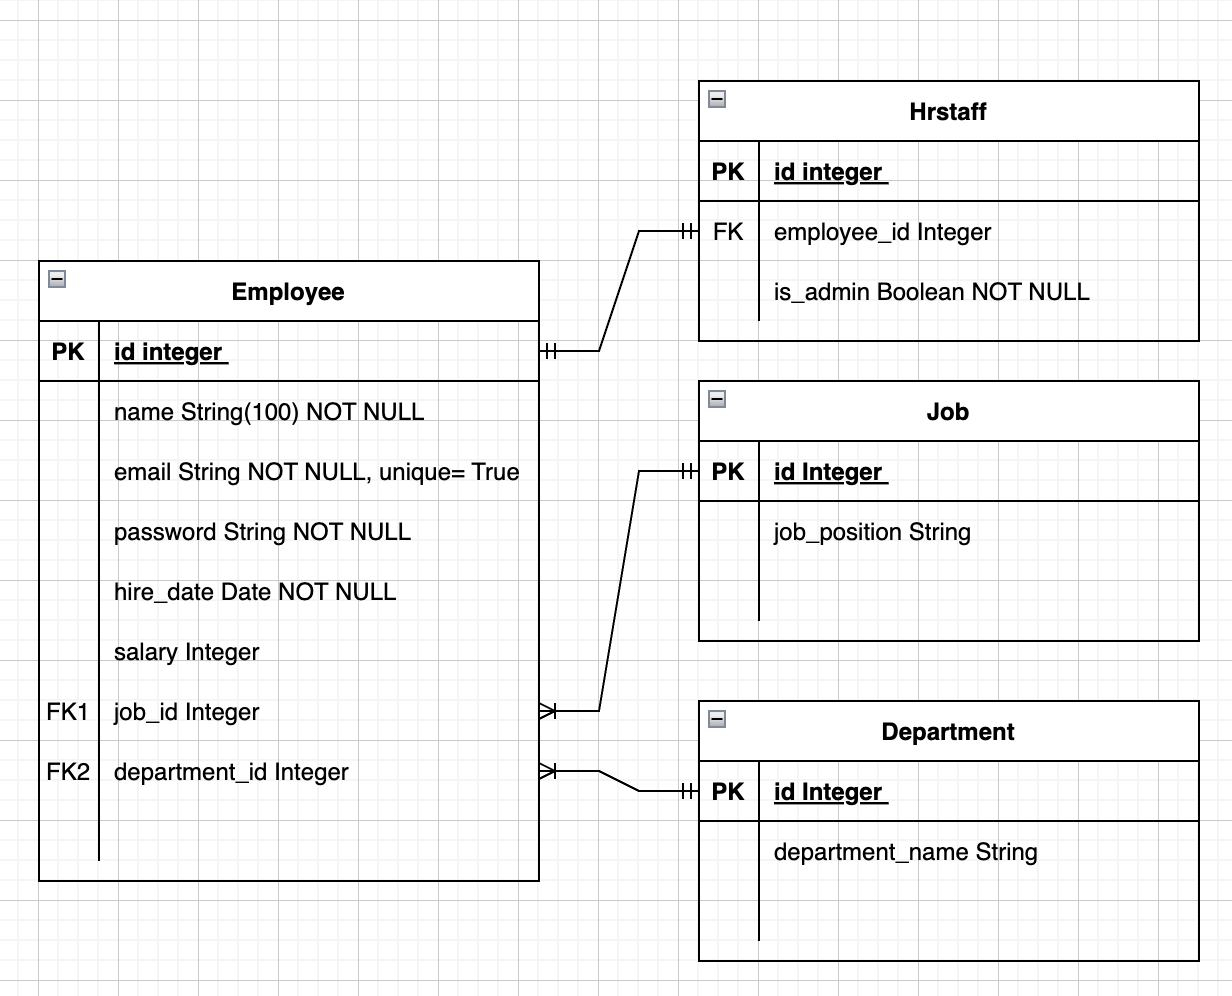 Hrstaff
PK id integer
FK employee_id Integer
is_admin Boolean NOT NULL
Employee
PK id integer
name String(100) NOT NULL
email String NOT NULL, unique= True
password String NOT NULL
hire_date Date NOT NULL
salary Integer
FK1 job_id Integer
FK2 department_id Integer
Job
PK id Integer
job_position String
Department
PK id Integer
department_name String